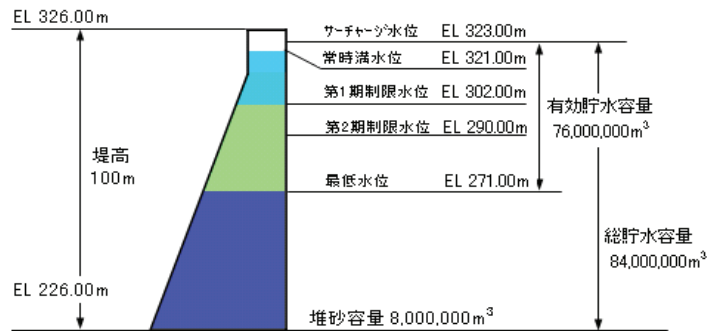 EL 326.00m
サーチャージ水位 EL 323.00m
常時満水位 EL 321.00m
第1期制限水位 EL 302.00m
有効貯水容量
76,000,000m³
第2期制限水位 EL 290.00m
堤高
100m
最低水位 EL 271.00m
総貯水容量
84,000,000m³
EL 226.00m
堆砂容量 8,000,000m³